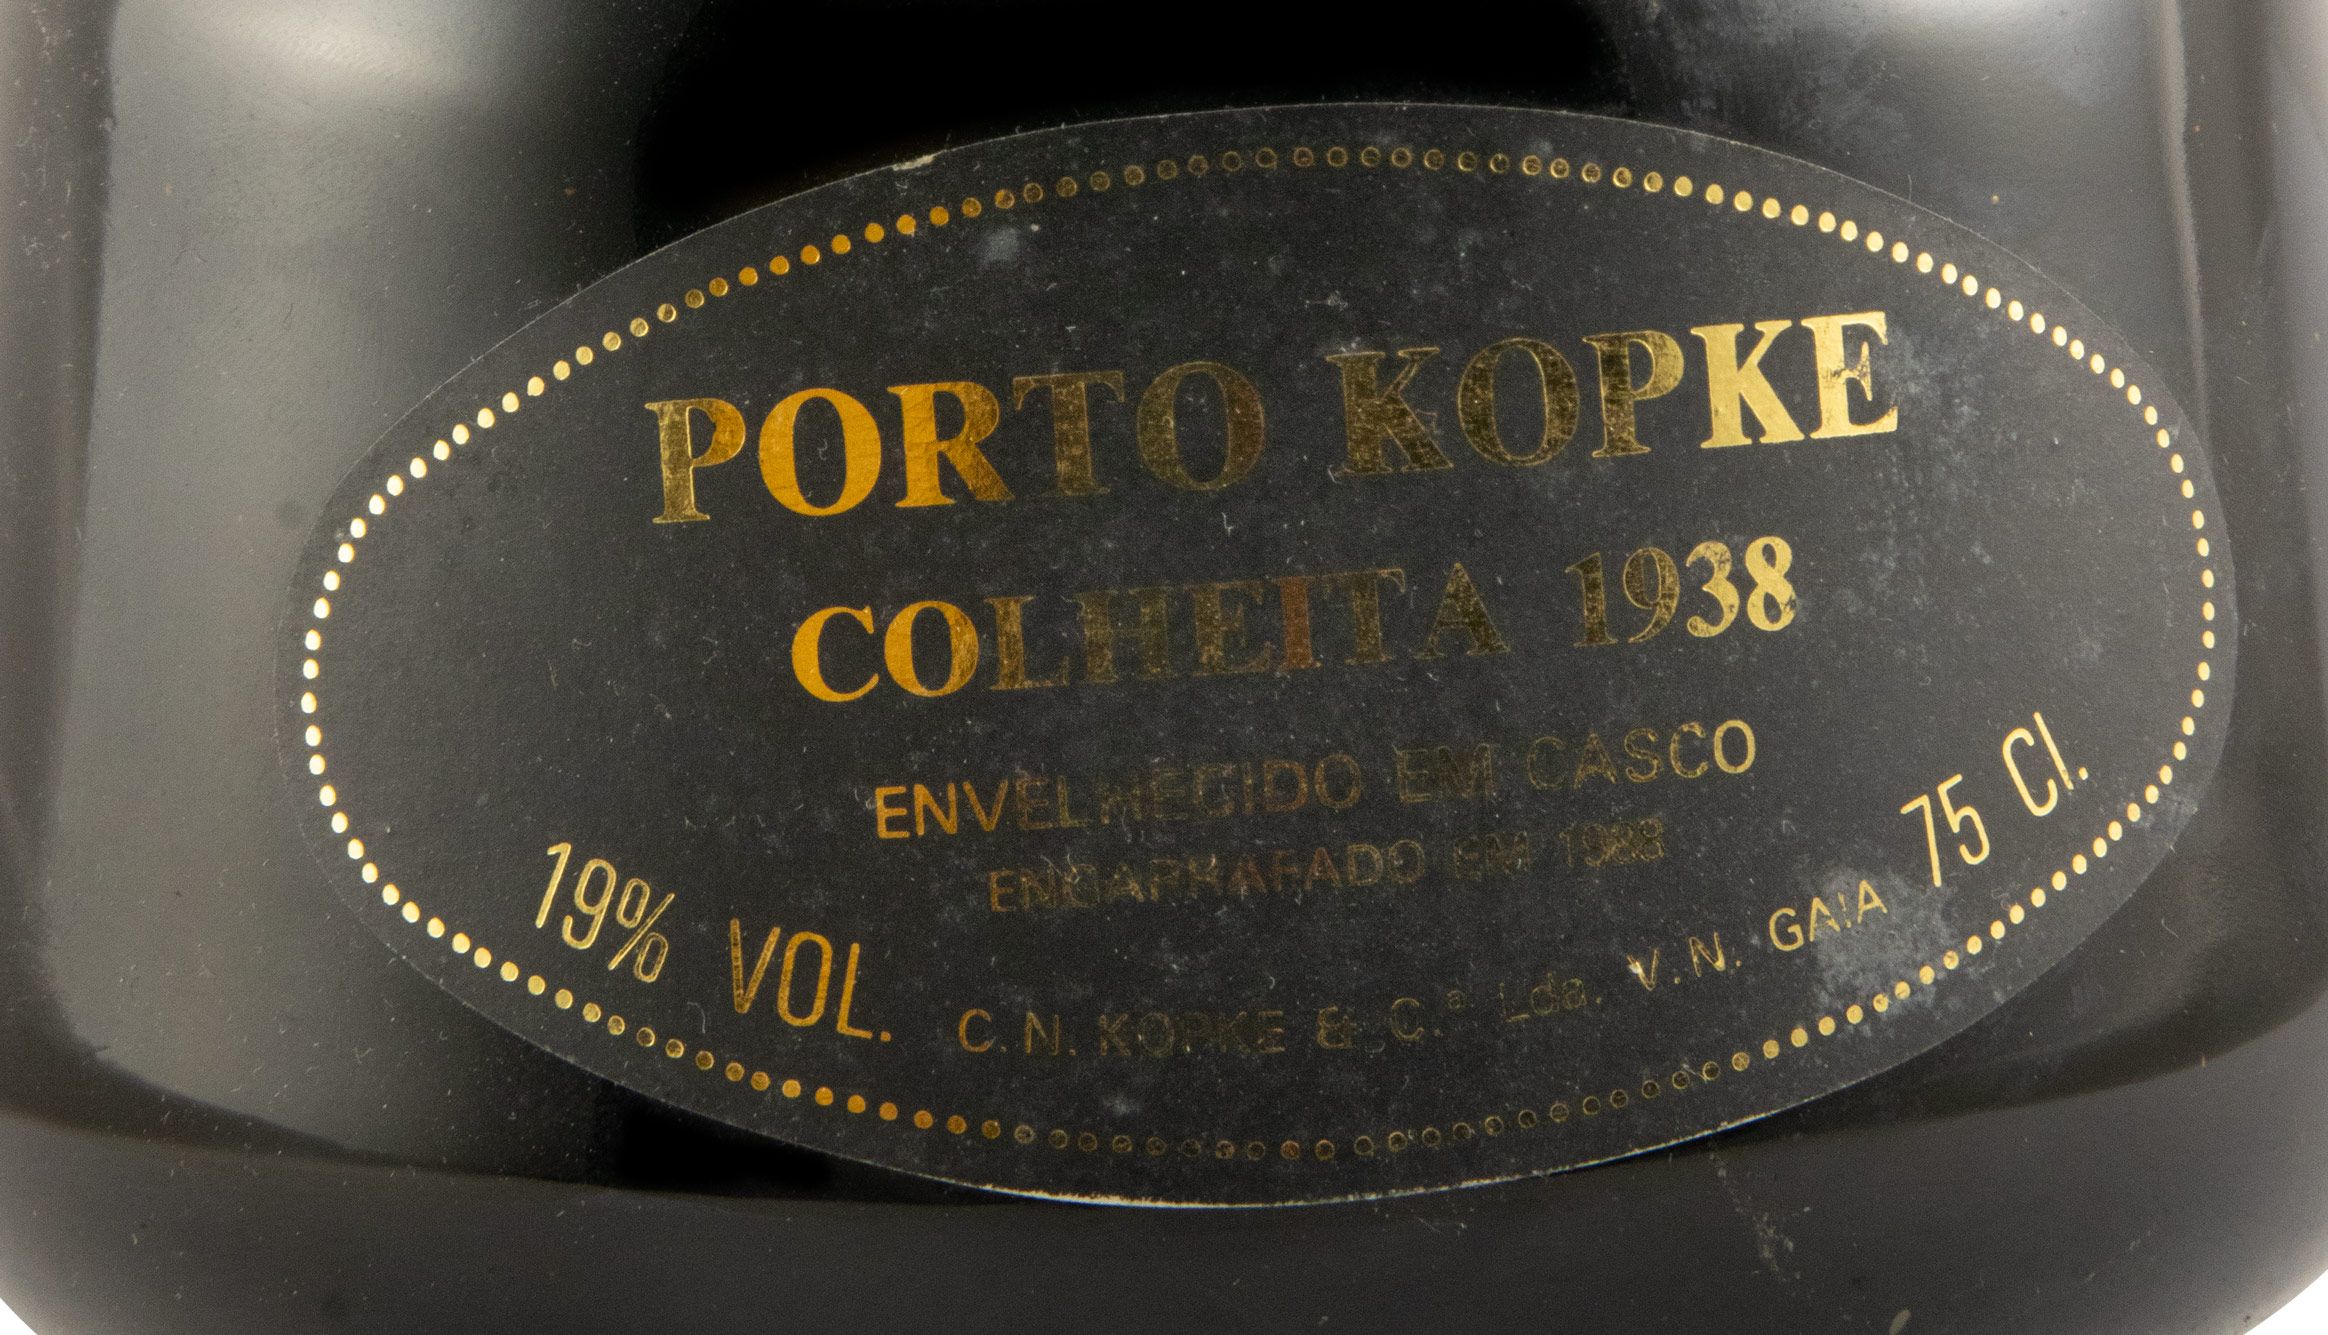 PORTO KOPKE
COLHEITA 1938
ENVELHECIDO EM CASCO
ENGARRAFADO EM 1988
19% VOL.
C.N. KOPKE & C.ª Lda. V.N. GAIA
75 Cl.